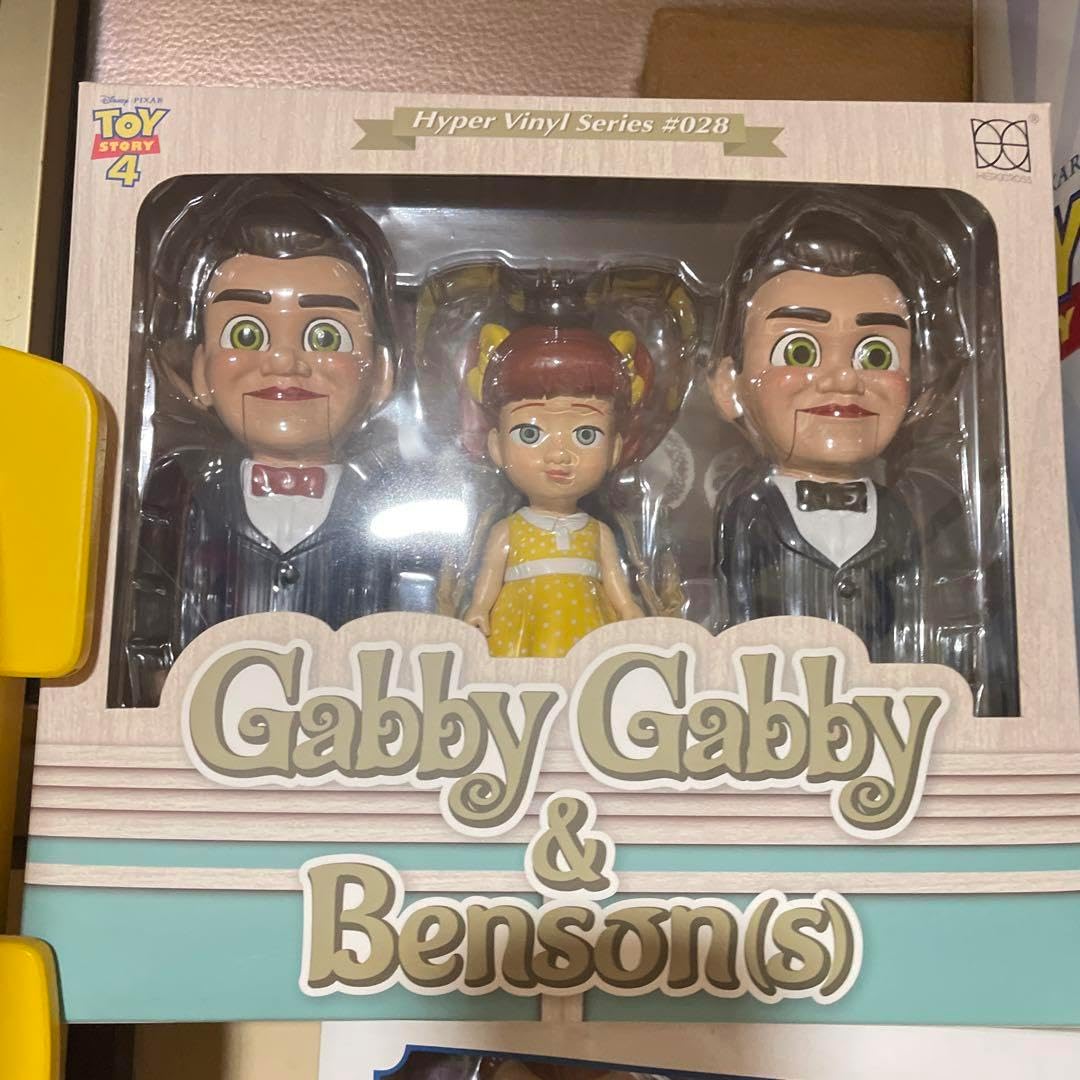 Disney PIXAR
TOY
STORY
4
Hyper Vinyl Series #028
HEROCROSS
Gabby Gabby
&
Benson(s)